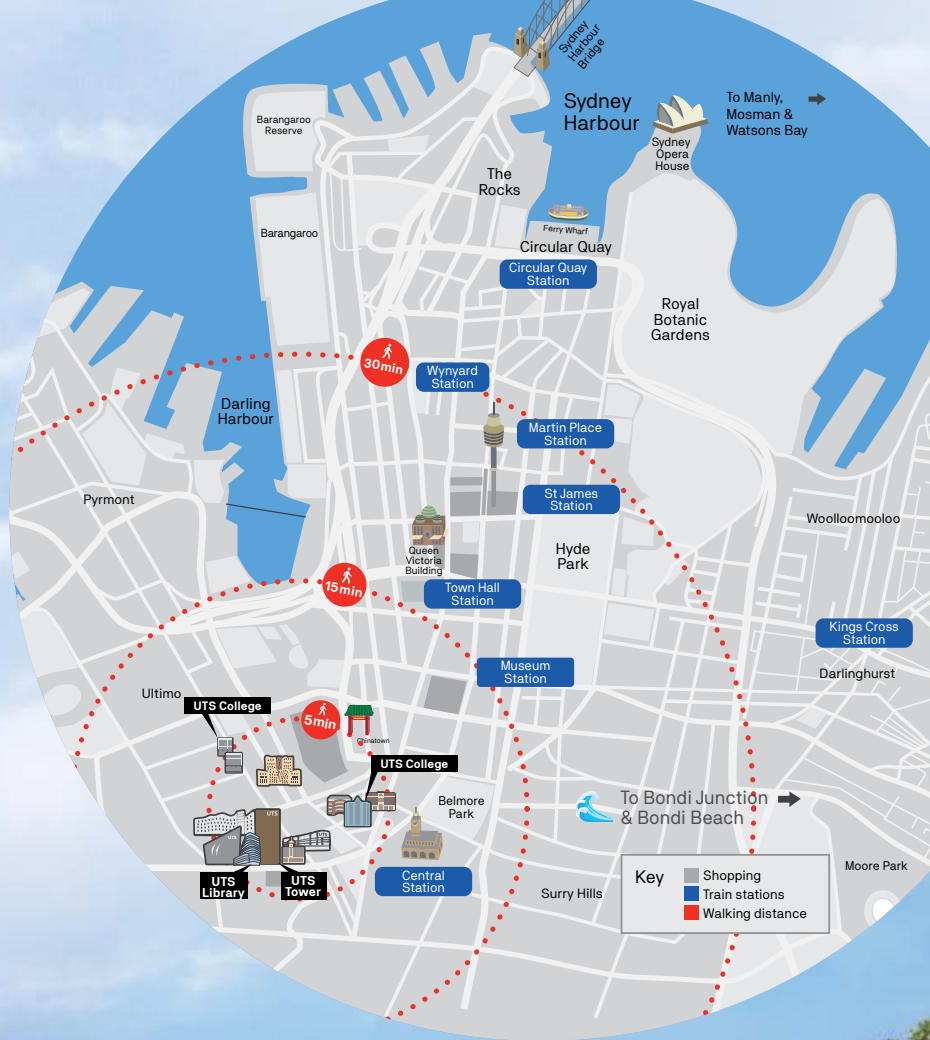 Sydney
Harbour
Bridge
Sydney
Harbour
To Manly,
Mosman &
Watsons Bay
Barangaroo
Reserve
Sydney
Opera
House
The
Rocks
Ferry Wharf
Circular Quay
Barangaroo
Circular Quay
Station
Royal
Botanic
Gardens
30min
Wynyard
Station
Darling
Harbour
Martin Place
Station
Pyrmont
St James
Station
Woolloomooloo
Queen
Victoria
Building
Hyde
Park
15min
Town Hall
Station
Kings Cross
Station
Museum
Station
Darlinghurst
Ultimo
UTS College
5min
Chinatown
UTS College
Belmore
Park
To Bondi Junction
& Bondi Beach
UTS
UTS
UTS
UTS
Library
UTS
Tower
Central
Station
Surry Hills
Moore Park
Key
Shopping
Train stations
Walking distance